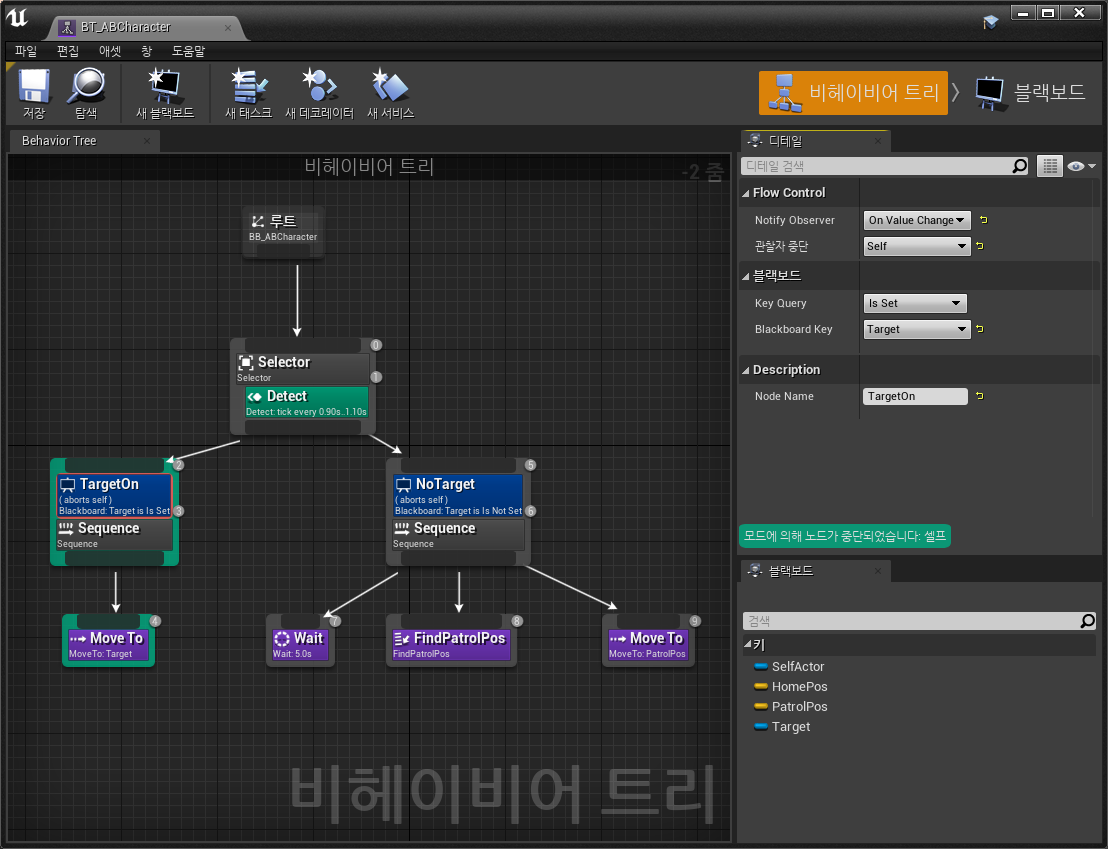 BT_ABCharacter
파일 편집 애셋 창 도움말
저장 탐색 새 블랙보드 새 태스크 새 데코레이터 새 서비스
비헤이비어 트리 블랙보드
Behavior Tree
비헤이비어 트리
-2 줌
루트
BB_ABCharacter
0
Selector
Selector
1
Detect
Detect: tick every 0.90s..1.10s
2
TargetOn
( aborts self )
Blackboard: Target is Is Set
3
Sequence
Sequence
5
NoTarget
( aborts self )
Blackboard: Target is Is Not Set
6
Sequence
Sequence
4
Move To
MoveTo: Target
7
Wait
Wait: 5.0s
8
FindPatrolPos
FindPatrolPos
9
Move To
MoveTo: PatrolPos
비헤이비어 트리
디테일
디테일 검색
Flow Control
Notify Observer On Value Change
관찰자 중단 Self
블랙보드
Key Query Is Set
Blackboard Key Target
Description
Node Name TargetOn
모드에 의해 노드가 중단되었습니다: 셀프
블랙보드
검색
키
SelfActor
HomePos
PatrolPos
Target